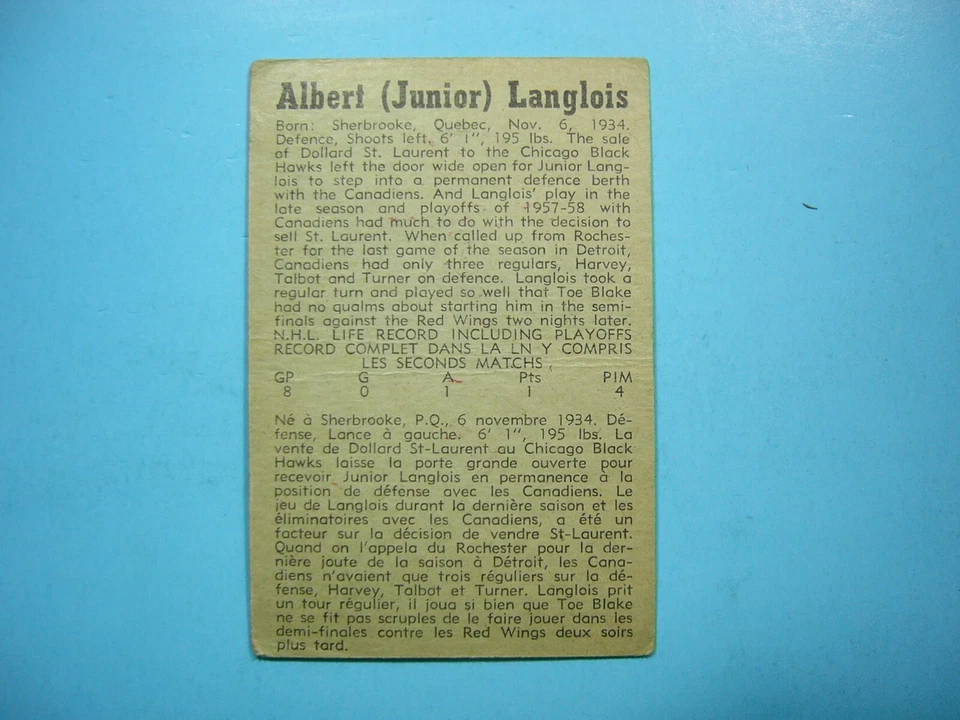 Albert (Junior) Langlois
Born: Sherbrooke, Quebec, Nov. 6, 1934.
Defence, Shoots left. 6' 1", 195 lbs. The sale
of Dollard St. Laurent to the Chicago Black
Hawks left the door wide open for Junior Lang-
lois to step into a permanent defence berth
with the Canadiens. And Langlois' play in the
late season and playoffs of 1957-58 with
Canadiens had much to do with the decision to
sell St. Laurent. When called up from Roches-
ter for the last game of the season in Detroit,
Canadiens had only three regulars, Harvey,
Talbot and Turner on defence. Langlois took a
regular turn and played so well that Toe Blake
had no qualms about starting him in the semi-
finals against the Red Wings two nights later.
N.H.L. LIFE RECORD INCLUDING PLAYOFFS
RECORD COMPLET DANS LA LN Y COMPRIS
LES SECONDS MATCHS
GP G A Pts PIM
8 0 1 1 4
Né à Sherbrooke, P.Q., 6 novembre 1934. Dé-
fense, Lance à gauche. 6' 1", 195 lbs. La
vente de Dollard St-Laurent au Chicago Black
Hawks laisse la porte grande ouverte pour
recevoir Junior Langlois en permanence à la
position de défense avec les Canadiens. Le
jeu de Langlois durant la dernière saison et les
éliminatoires avec les Canadiens, a été un
facteur sur la décision de vendre St-Laurent.
Quand on l'appela du Rochester pour la der-
nière joute de la saison à Détroit, les Cana-
diens n'avaient que trois réguliers sur la dé-
fense, Harvey, Talbot et Turner. Langlois prit
un tour régulier, il joua si bien que Toe Blake
ne se fit pas scruples de le faire jouer dans les
demi-finales contre les Red Wings deux soirs
plus tard.